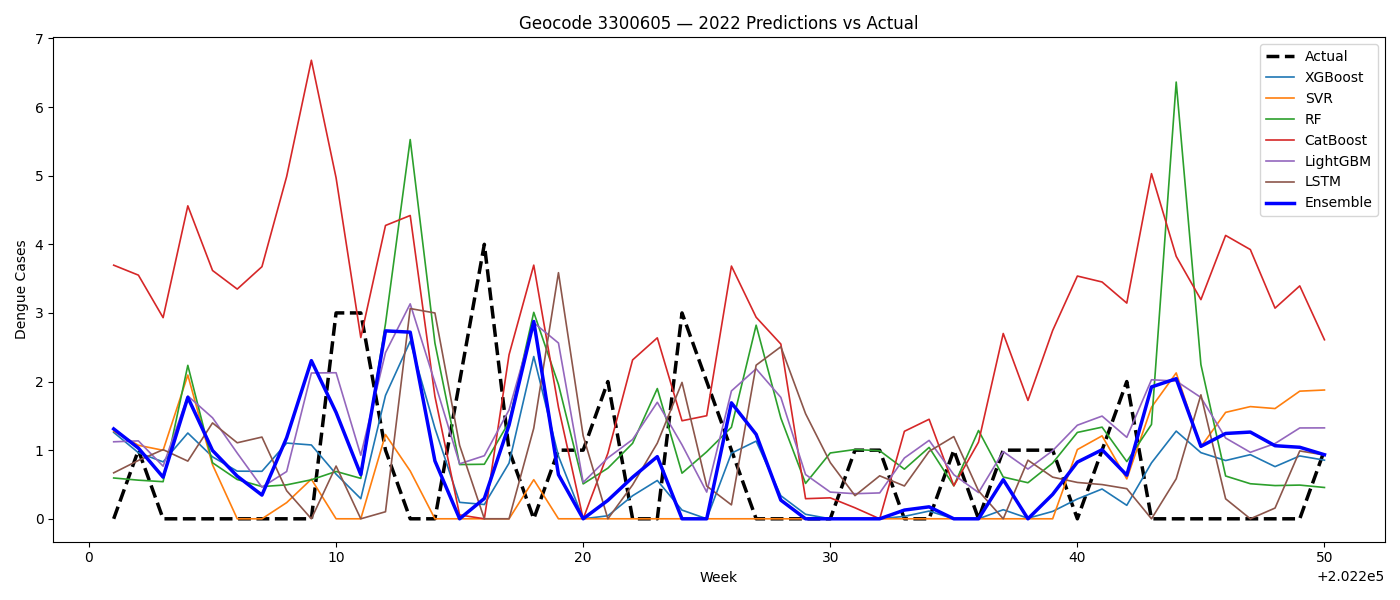 Geocode 3300605 — 2022 Predictions vs Actual
Dengue Cases
7
6
5
4
3
2
1
0
Actual
XGBoost
SVR
RF
CatBoost
LightGBM
LSTM
Ensemble
0 10 20 30 40 50
Week
+2.022e5